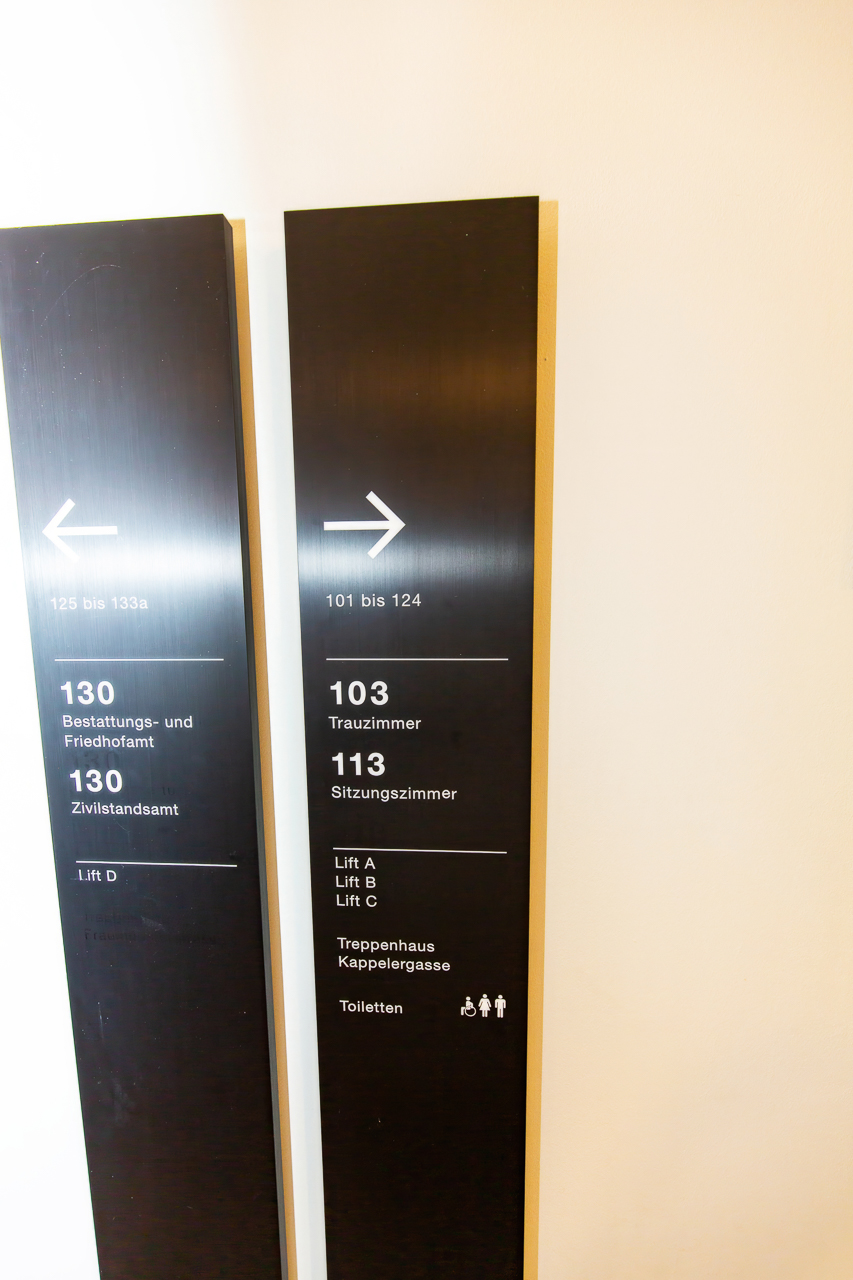 125 bis 133a
130
Bestattungs- und
Friedhofamt
130
Zivilstandsamt
Lift D
101 bis 124
103
Trauzimmer
113
Sitzungszimmer
Lift A
Lift B
Lift C
Treppenhaus
Kappelergasse
Toiletten